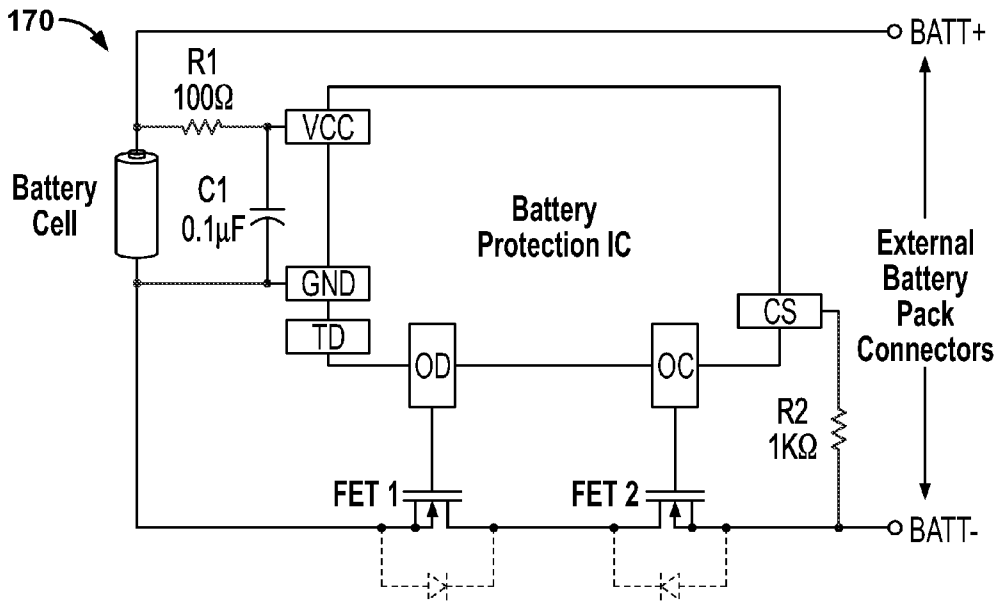 170
BATT+
R1
100Ω
VCC
Battery
Cell
C1
0.1µF
Battery
Protection IC
External
Battery
Pack
Connectors
GND
TD
CS
OD
OC
R2
1KΩ
FET 1
FET 2
BATT-